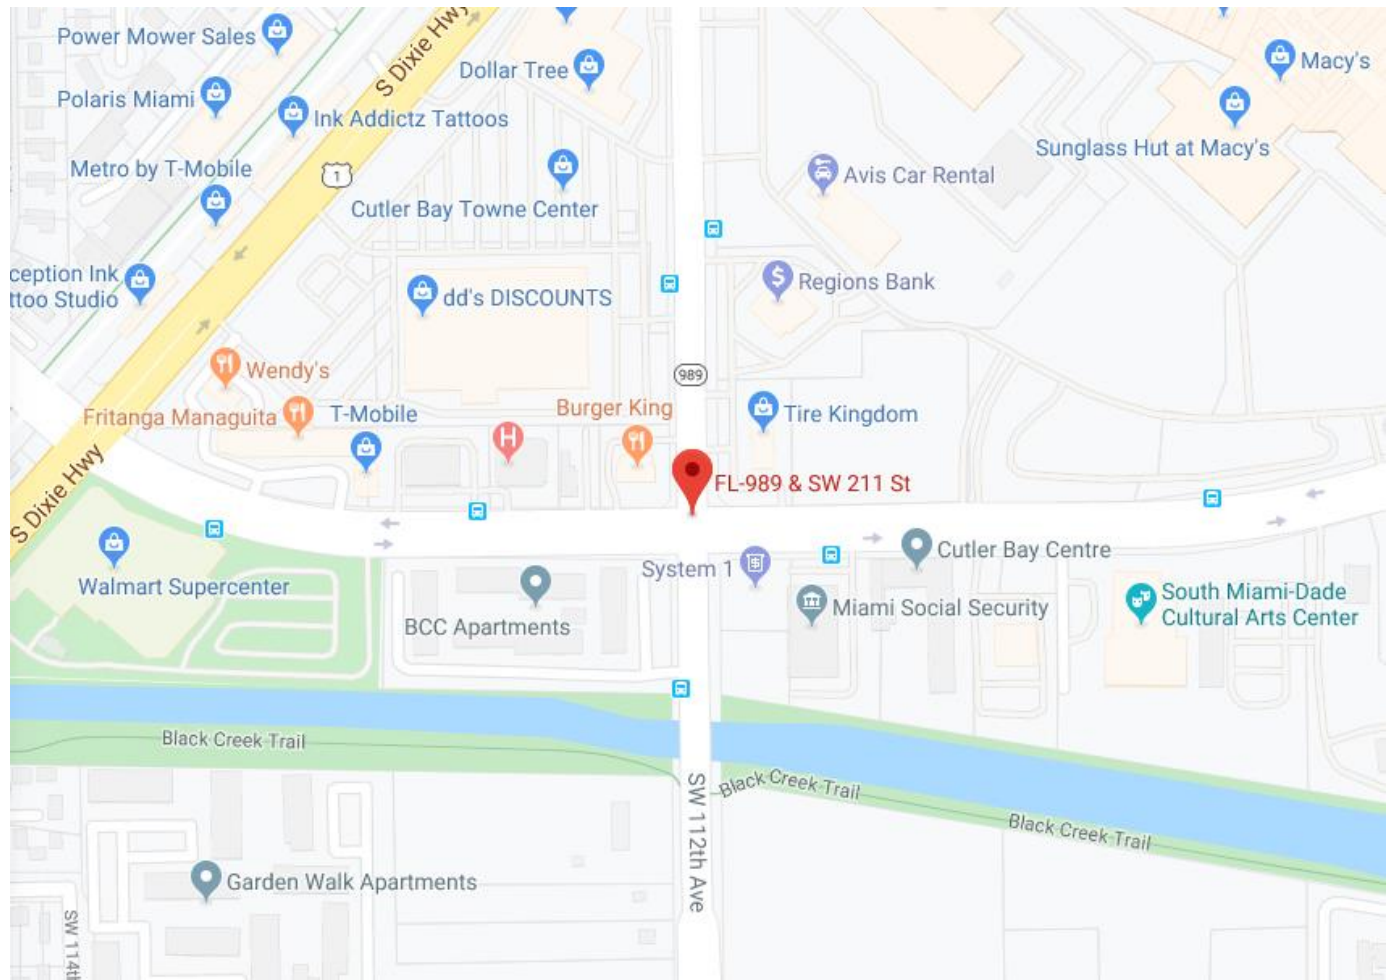 Power Mower Sales
S Dixie Hwy
Dollar Tree
Macy's
Polaris Miami
Ink Addictz Tattoos
Sunglass Hut at Macy's
Metro by T-Mobile
1
Avis Car Rental
Cutler Bay Towne Center
ception Ink
ttoo Studio
dd's DISCOUNTS
Regions Bank
Wendy's
989
Fritanga Managuita
T-Mobile
Burger King
Tire Kingdom
H
S Dixie Hwy
FL-989 & SW 211 St
Walmart Supercenter
System 1
Cutler Bay Centre
BCC Apartments
Miami Social Security
South Miami-Dade
Cultural Arts Center
Black Creek Trail
Black Creek Trail
Black Creek Trail
SW 112th Ave
Garden Walk Apartments
SW 114th